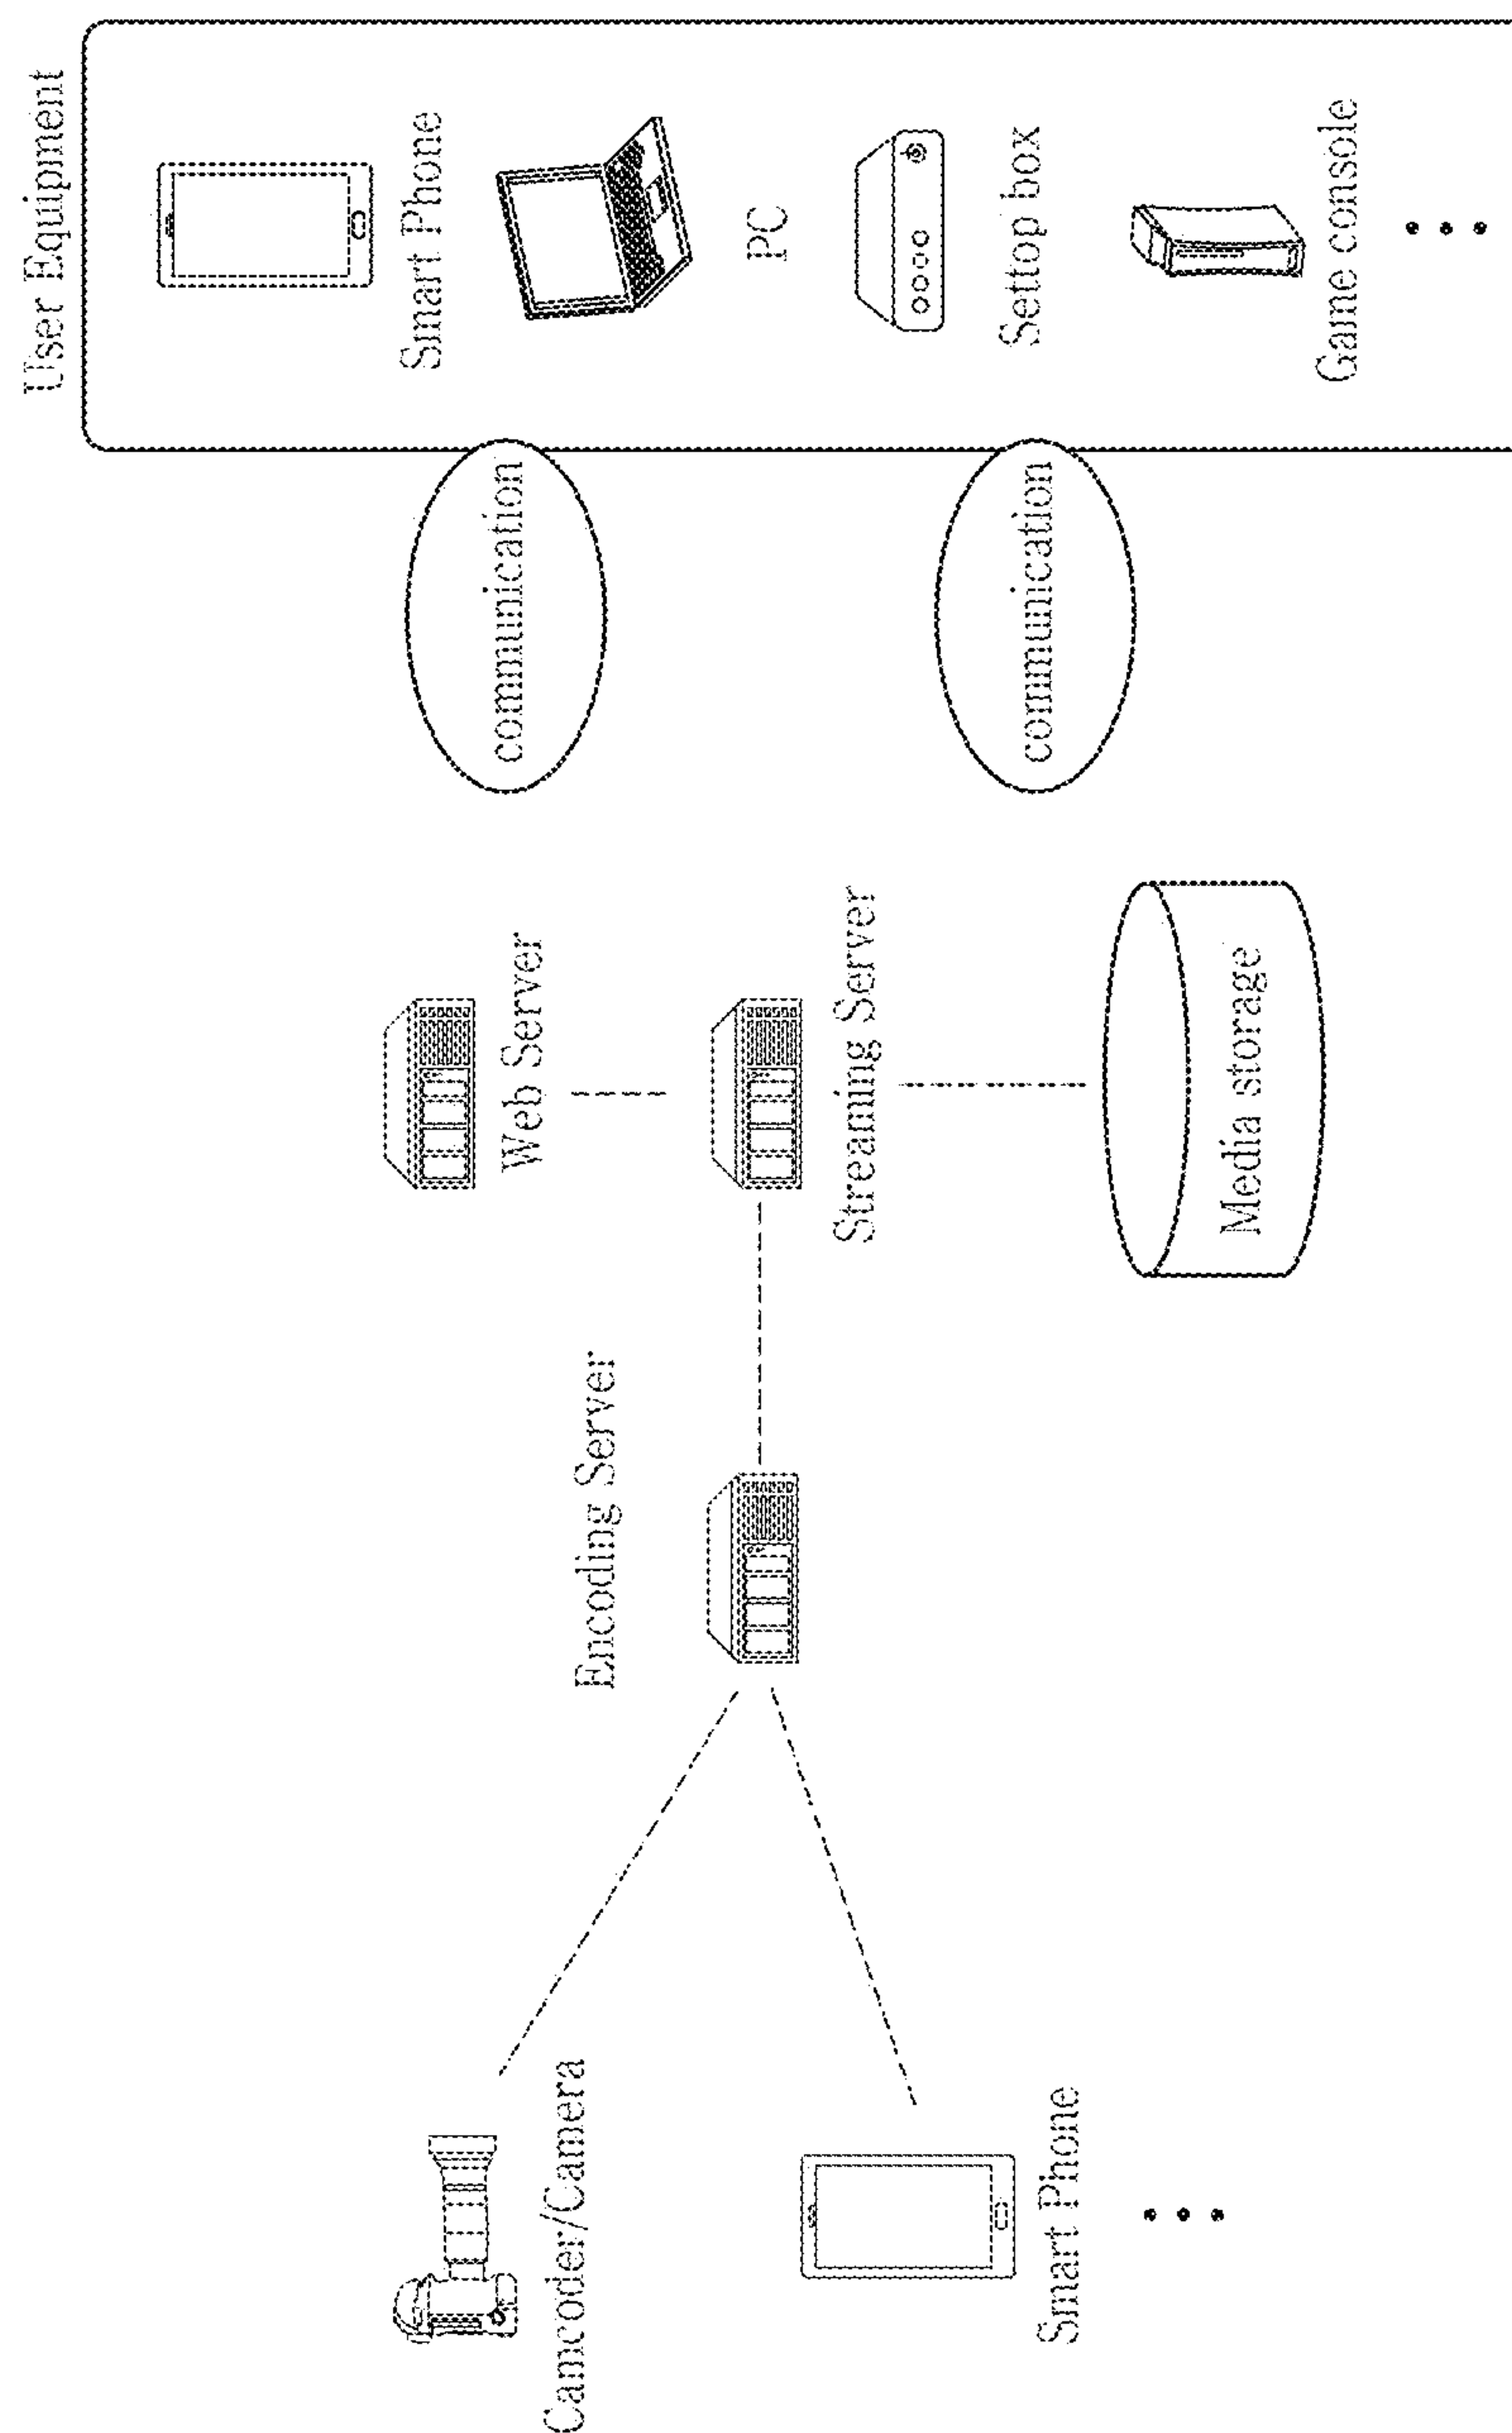 Camcoder/Camera
Smart Phone
Encoding Server
Web Server
Streaming Server
Media storage
communication
communication
User Equipment
Smart Phone
PC
Settop box
Game console